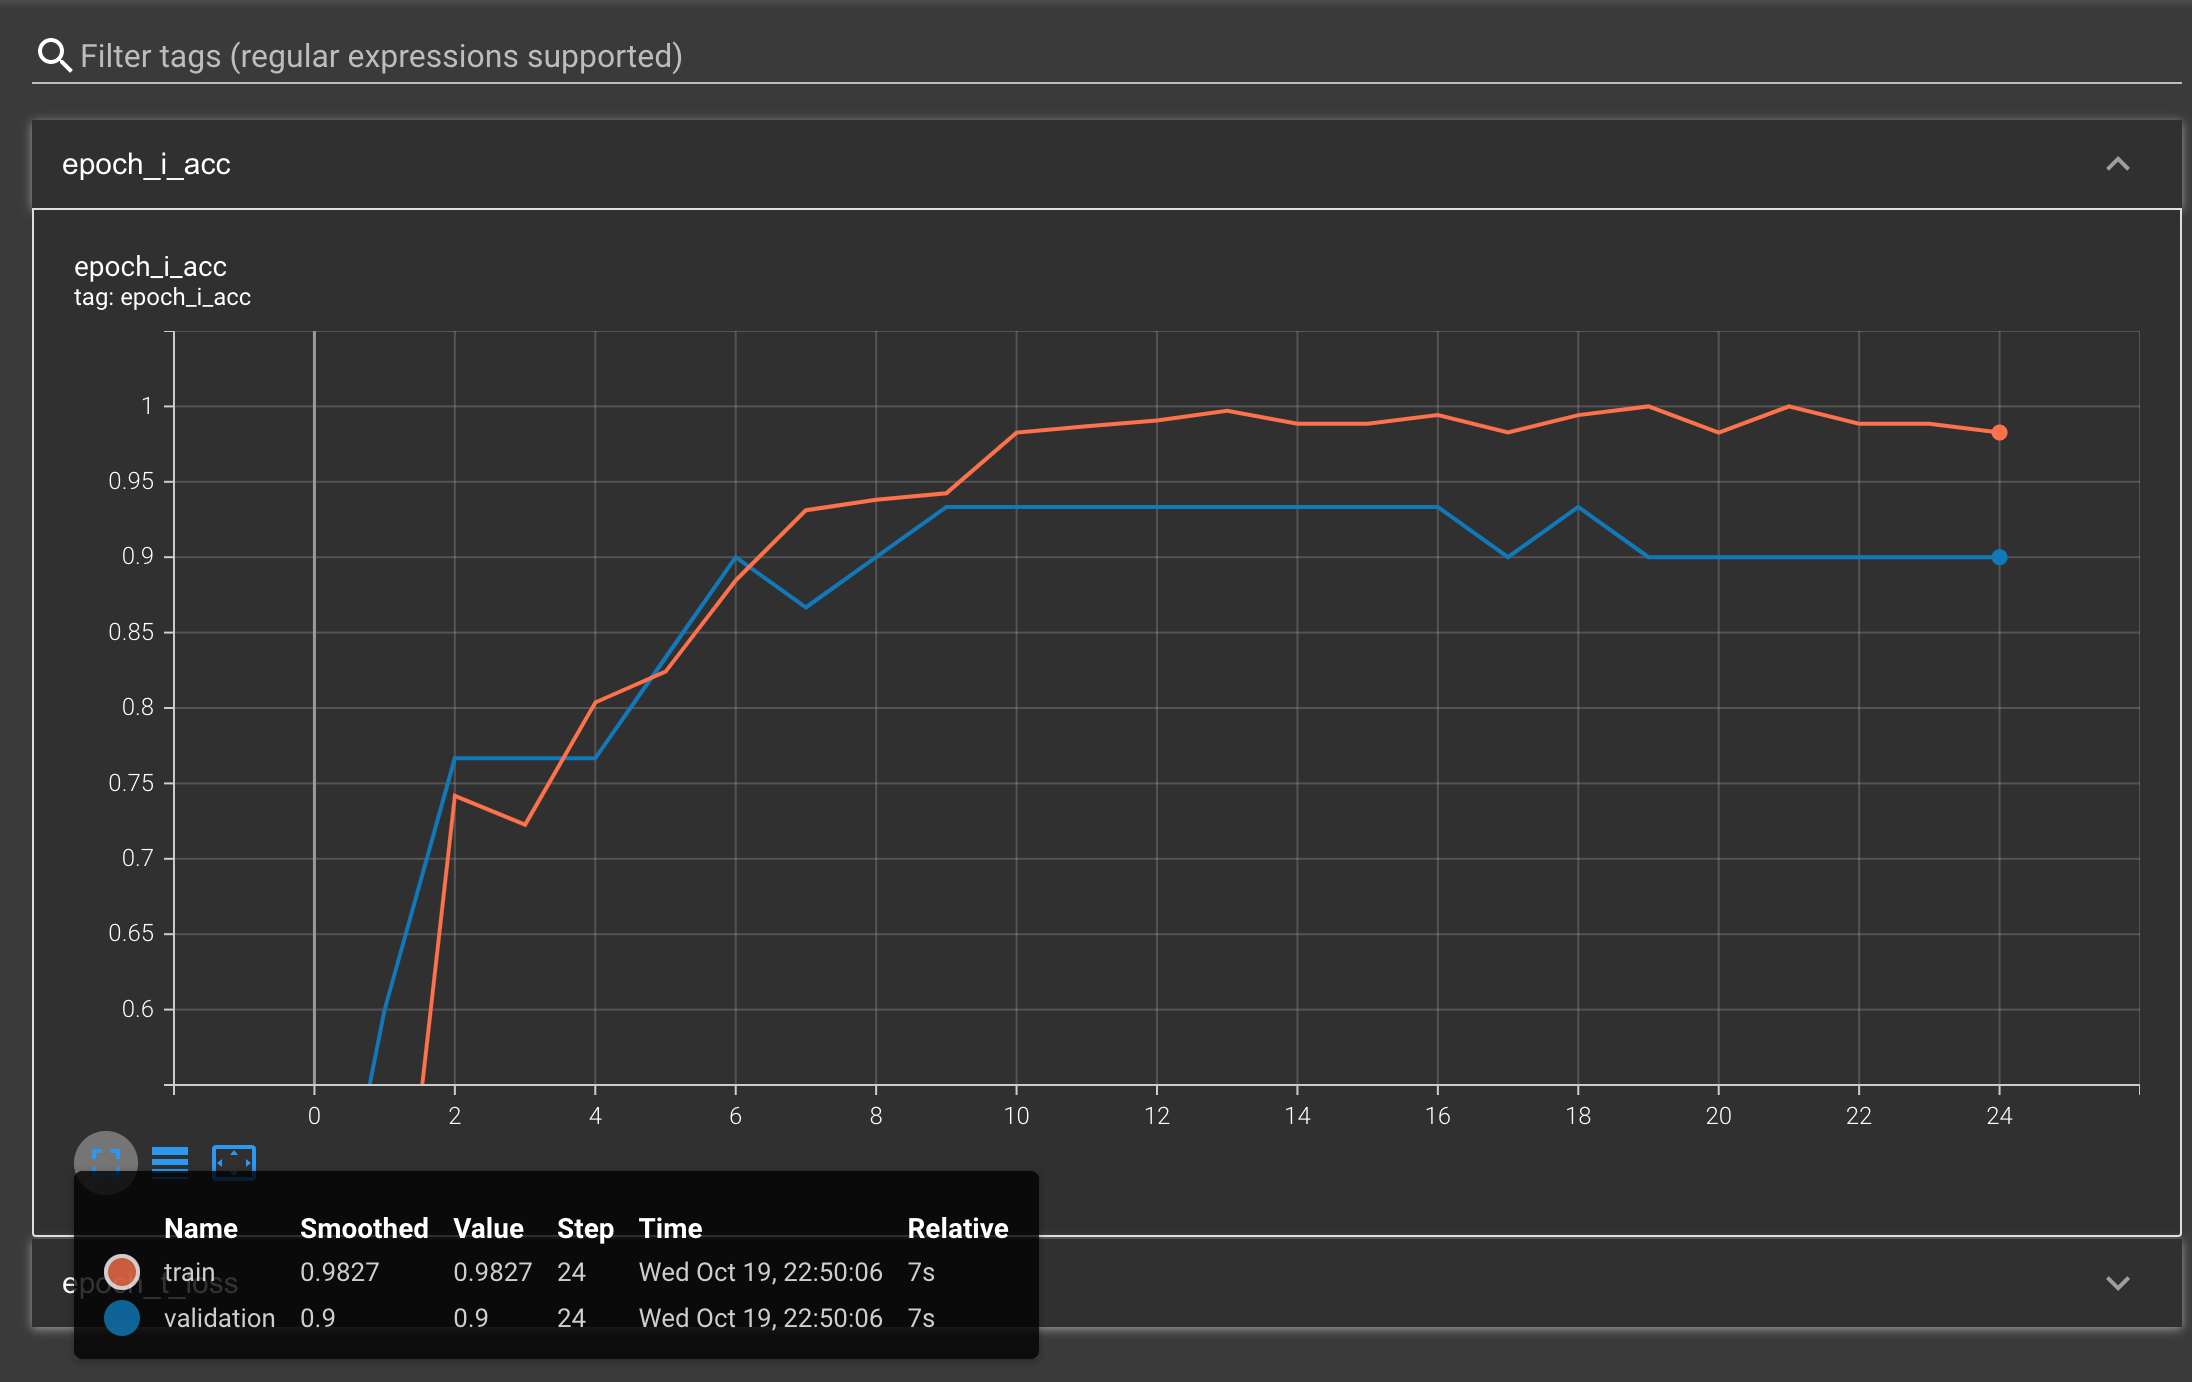 Filter tags (regular expressions supported)
epoch_i_acc
epoch_i_acc
tag: epoch_i_acc
1
0.95
0.9
0.85
0.8
0.75
0.7
0.65
0.6
0 2 4 6 8 10 12 14 16 18 20 22 24
Name Smoothed Value Step Time Relative
train 0.9827 0.9827 24 Wed Oct 19, 22:50:06 7s
epoch_t_loss
validation 0.9 0.9 24 Wed Oct 19, 22:50:06 7s